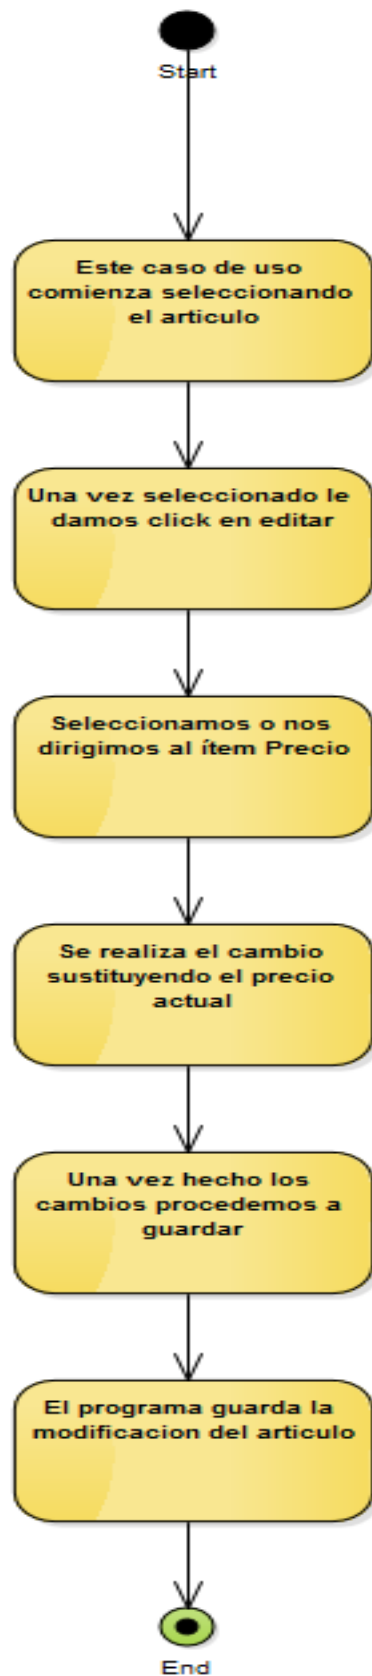 Start
Este caso de uso
comienza seleccionando
el articulo
Una vez seleccionado le
damos click en editar
Seleccionamos o nos
dirigimos al ítem Precio
Se realiza el cambio
sustituyendo el precio
actual
Una vez hecho los
cambios procedemos a
guardar
El programa guarda la
modificacion del articulo
End